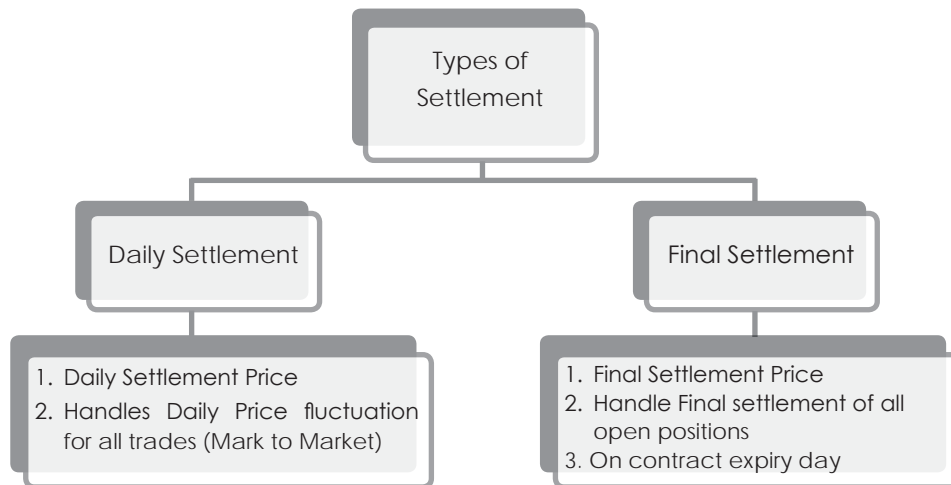 Types of
Settlement
Daily Settlement
Final Settlement
1. Daily Settlement Price
2. Handles Daily Price fluctuation
for all trades (Mark to Market)
1. Final Settlement Price
2. Handle Final settlement of all
open positions
3. On contract expiry day